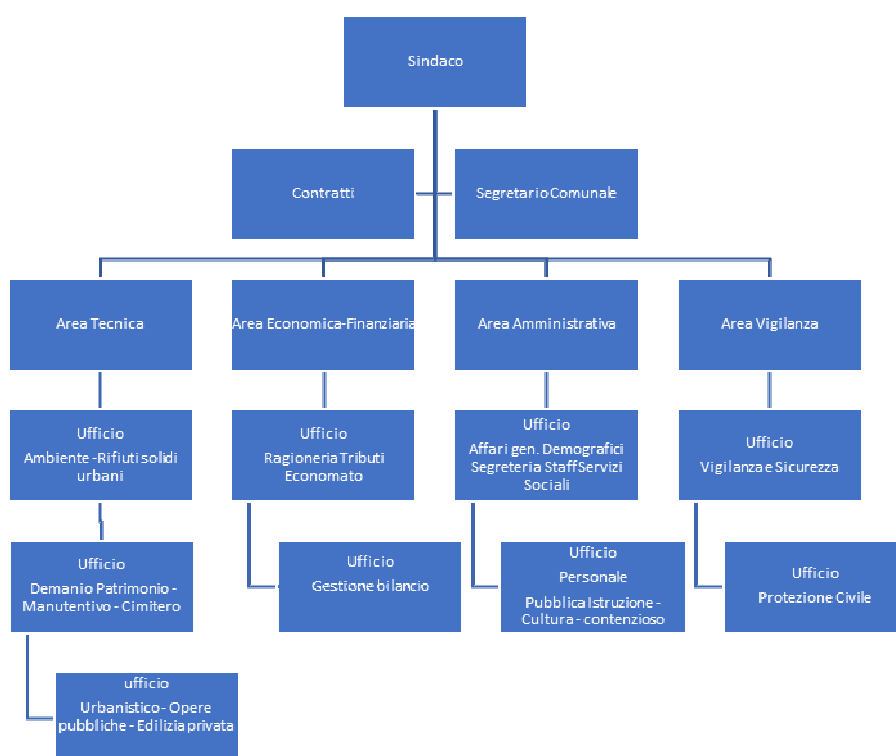 Sindaco
Contratti
Segretario Comunale
Area Tecnica
Area Economica-Finanziaria
Area Amministrativa
Area Vigilanza
Ufficio
Ambiente -Rifiuti solidi
urbani
Ufficio
Ragioneria Tributi
Economato
Ufficio
Affari gen. Demografici
Segreteria Staff Servizi
Sociali
Ufficio
Vigilanza e Sicurezza
Ufficio
Demanio Patrimonio -
Manutentivo - Cimitero
Ufficio
Gestione bilancio
Ufficio
Personale
Pubblica Istruzione -
Cultura - contenzioso
Ufficio
Protezione Civile
ufficio
Urbanistico - Opere
pubbliche - Edilizia privata